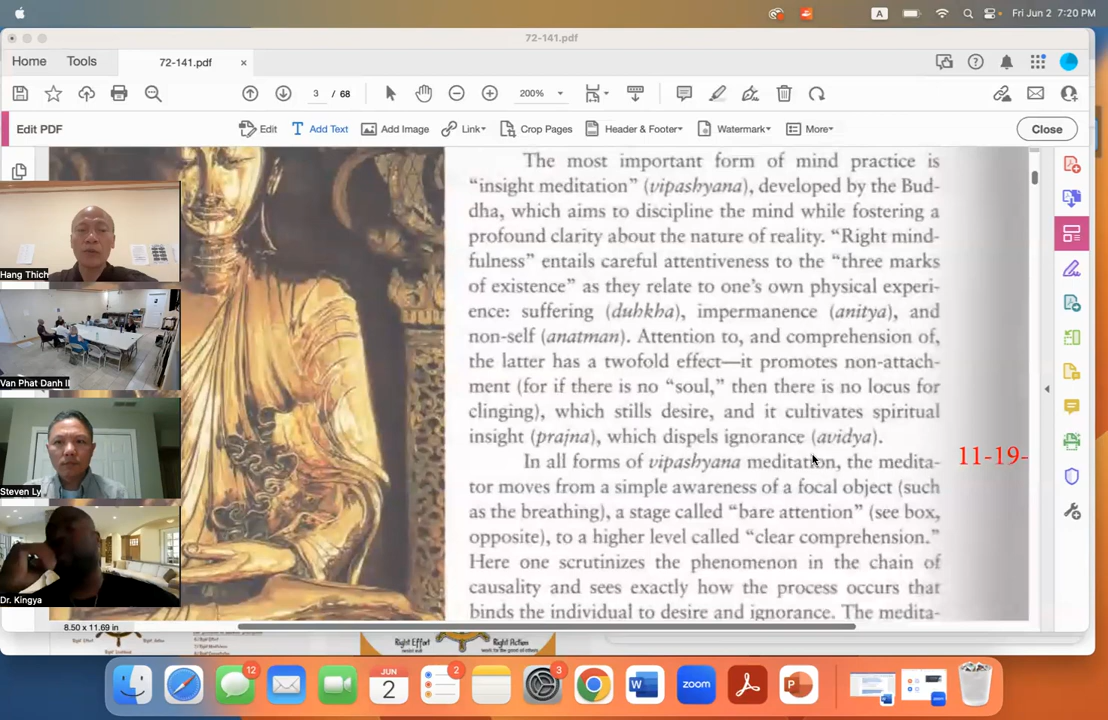 Fri Jun 2 7:20 PM
A
72-141.pdf
Home Tools 72-141.pdf ×
3 / 68 200%
Edit PDF Edit Add Text Add Image Link Crop Pages Header & Footer Watermark More Close
The most important form of mind practice is
“insight meditation” (vipashyana), developed by the Bud-
dha, which aims to discipline the mind while fostering a
profound clarity about the nature of reality. “Right mind-
fulness” entails careful attentiveness to the “three marks
of existence” as they relate to one’s own physical experi-
ence: suffering (duhkha), impermanence (anitya), and
non-self (anatman). Attention to, and comprehension of,
the latter has a twofold effect—it promotes non-attach-
ment (for if there is no “soul,” then there is no locus for
clinging), which stills desire, and it cultivates spiritual
insight (prajna), which dispels ignorance (avidya).
In all forms of vipashyana meditation, the medita-
tor moves from a simple awareness of a focal object (such
as the breathing), a stage called “bare attention” (see box,
opposite), to a higher level called “clear comprehension.”
Here one scrutinizes the phenomenon in the chain of
causality and sees exactly how the process occurs that
binds the individual to desire and ignorance. The medita-
11-19-
Hang Thich
Van Phat Danh II
Steven Ly
Dr. Kingya
8.50 x 11.69 in
Right Effort Right Action
12
JUN
2
2
3
W
zoom
P